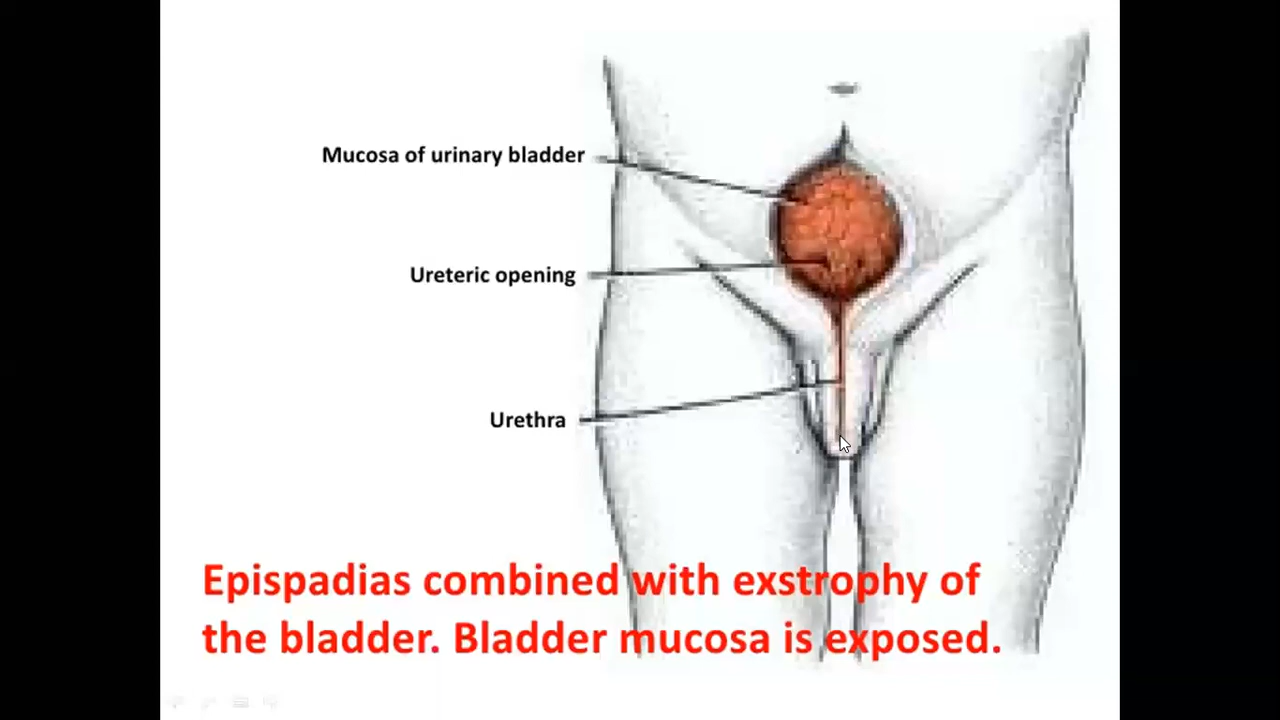 Mucosa of urinary bladder
Ureteric opening
Urethra
Epispadias combined with exstrophy of
the bladder. Bladder mucosa is exposed.